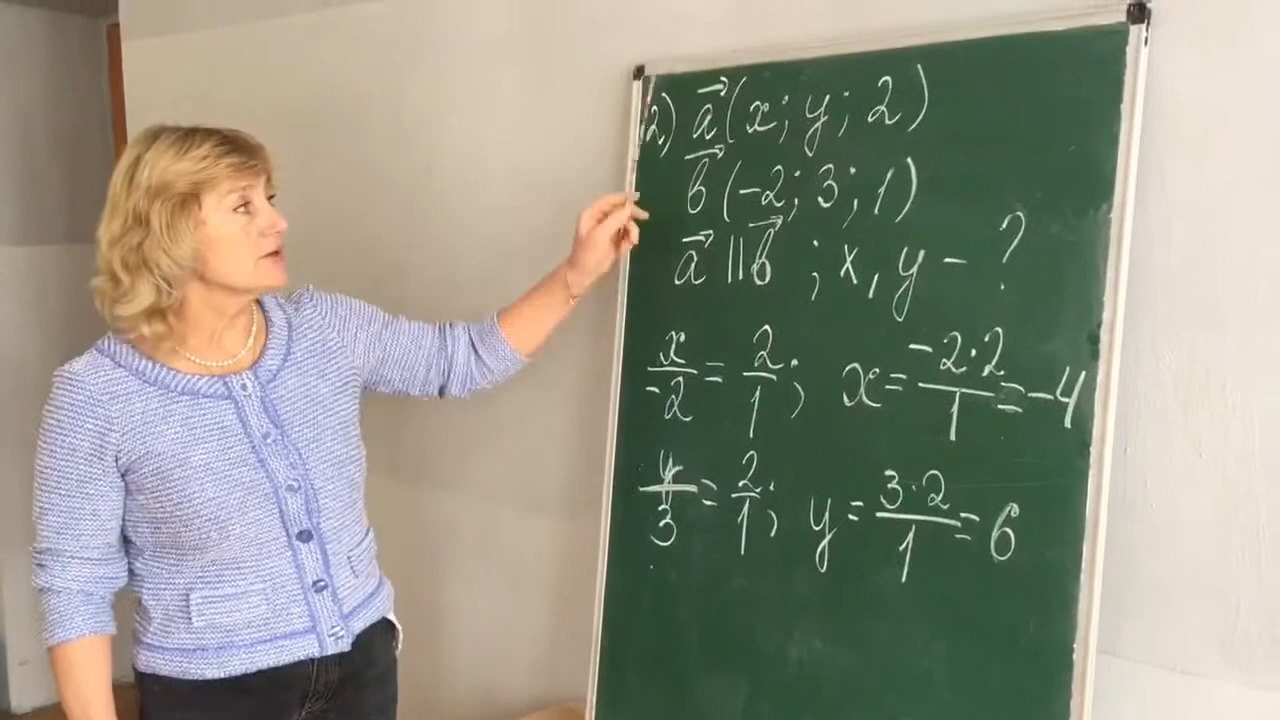 2) a⃗ (x; y; 2)
b⃗ (-2; 3; 1)
a⃗ || b⃗ ; x, y - ?
x/-2 = 2/1; x = -2·2/1 = -4
y/3 = 2/1; y = 3·2/1 = 6